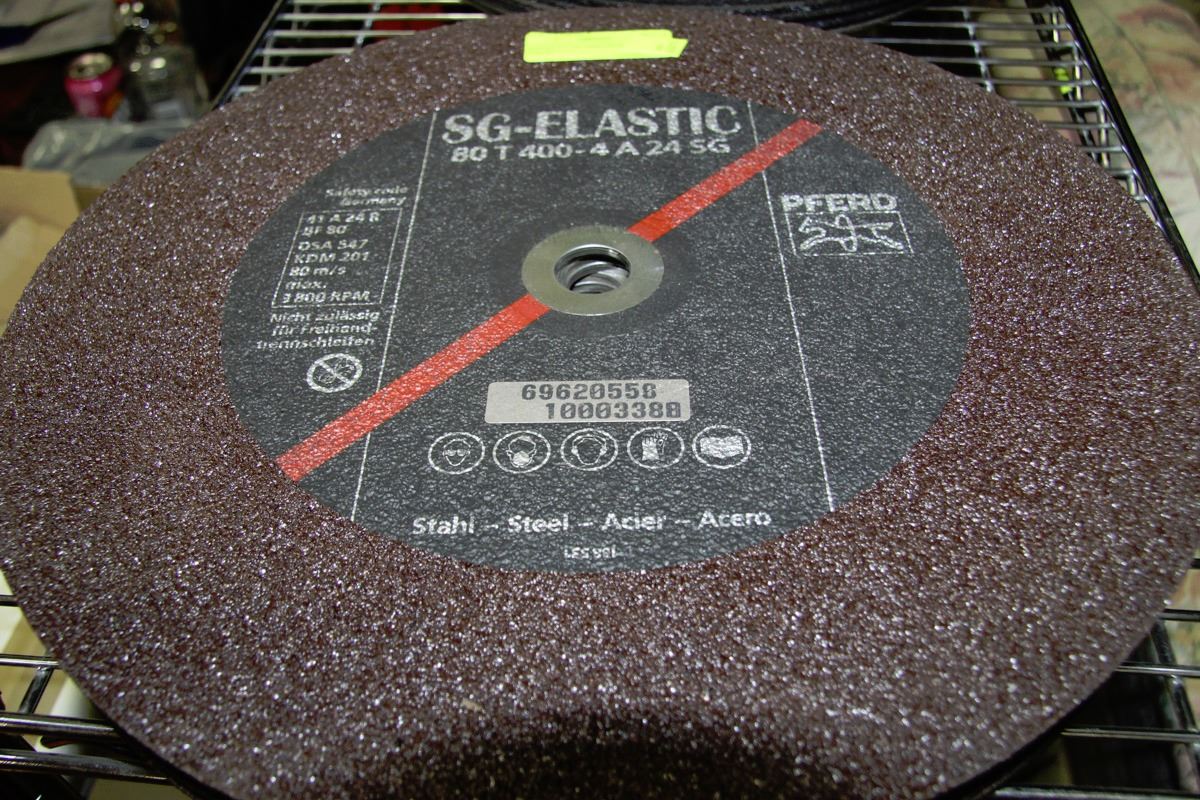 SG-ELASTIC
80 T 400-4 A 24 SG
Safety code
Germany
41 A 24 R
BF 80
DSA 547
KDM 201
80 m/s
max.
3 800 RPM
Nicht zulässig
für Freihand-
trennschleifen
PFERD
69620558
10003388
Stahl - Steel - Acier - Acero